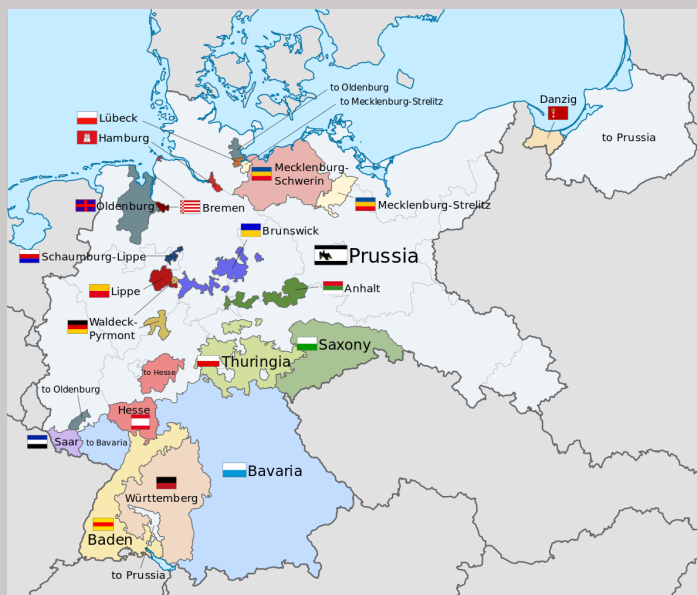 to Oldenburg
to Mecklenburg-Strelitz
Danzig
Lübeck
Hamburg
to Prussia
Mecklenburg-
Schwerin
Oldenburg
Bremen
Mecklenburg-Strelitz
Brunswick
Schaumburg-Lippe
Prussia
Lippe
Anhalt
Waldeck-
Pyrmont
Saxony
Thuringia
to Hesse
to Oldenburg
Hesse
Saar
to Bavaria
Bavaria
Württemberg
Baden
to Prussia